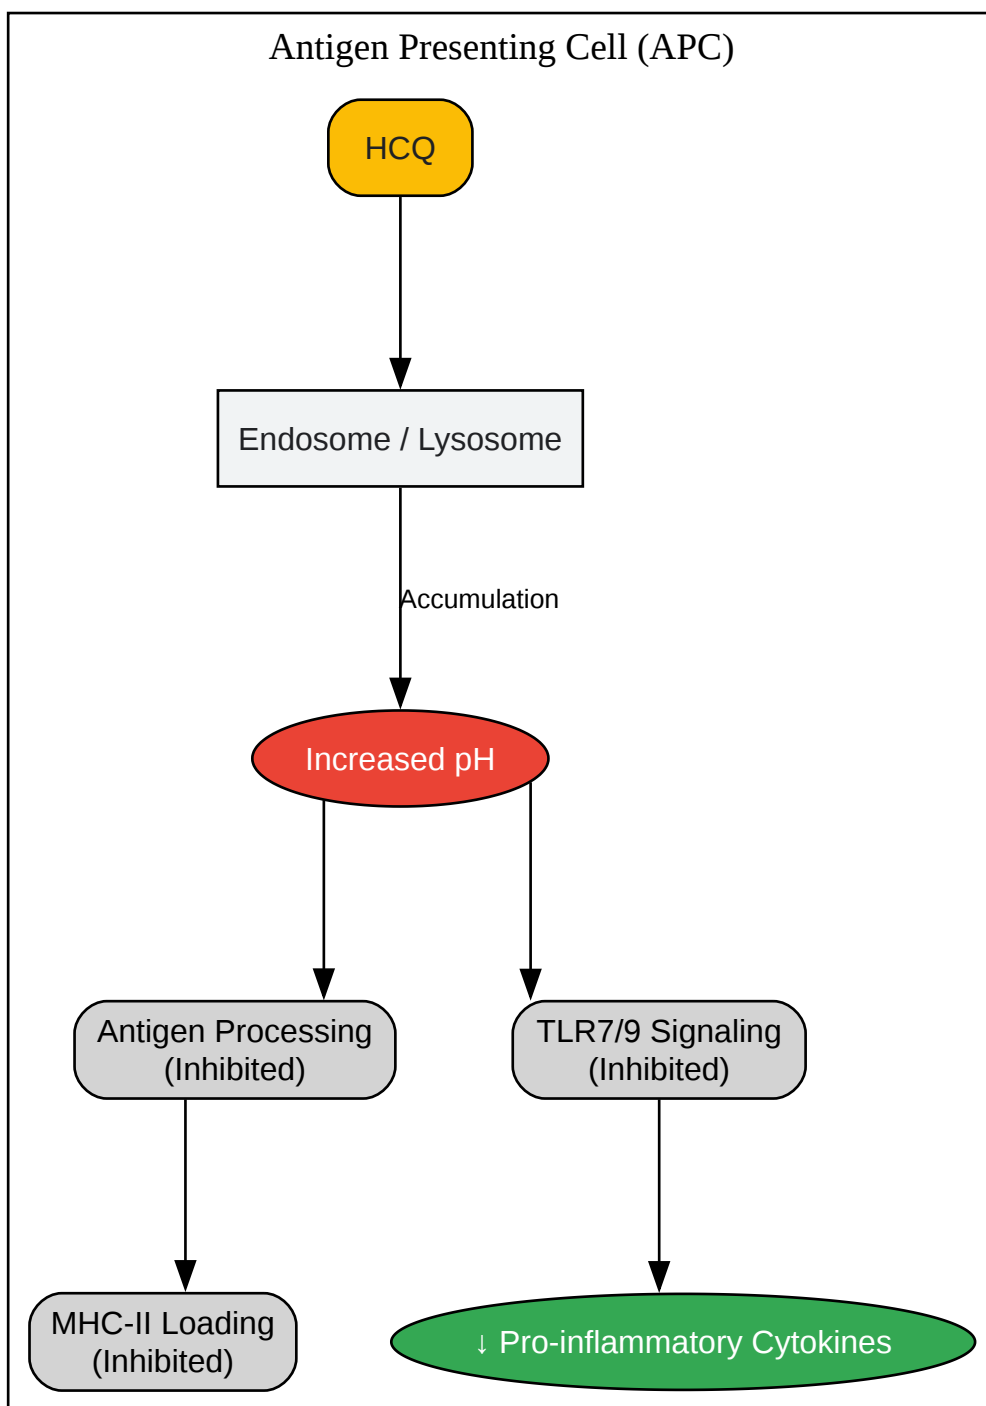 Antigen Presenting Cell (APC)
HCQ
Endosome / Lysosome
Accumulation
Increased pH
Antigen Processing
(Inhibited)
TLR7/9 Signaling
(Inhibited)
MHC-II Loading
(Inhibited)
↓ Pro-inflammatory Cytokines